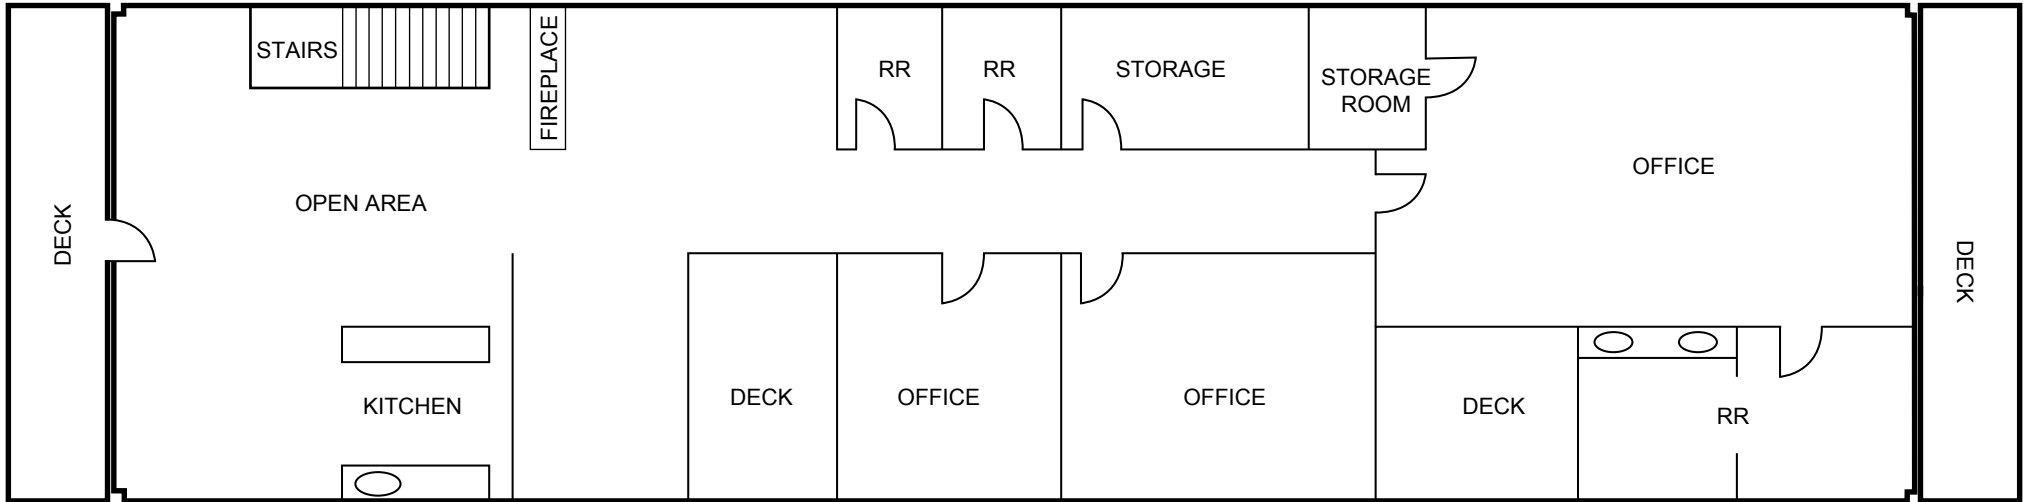 STAIRS
FIREPLACE
RR
RR
STORAGE
STORAGE
ROOM
OFFICE
OPEN AREA
DECK
DECK
KITCHEN
DECK
OFFICE
OFFICE
DECK
RR